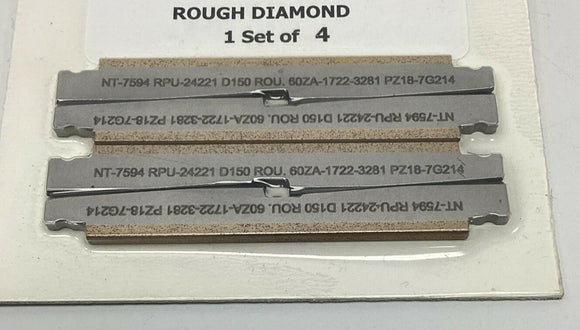 ROUGH DIAMOND
1 Set of 4
NT-7594 RPU-24221 D150 ROU. 60ZA-1722-3281 PZ18-7G214
NT-7594 RPU-24221 D150 ROU. 60ZA-1722-3281 PZ18-7G214
NT-7594 RPU-24221 D150 ROU. 60ZA-1722-3281 PZ18-7G214
NT-7594 RPU-24221 D150 ROU. 60ZA-1722-3281 PZ18-7G214